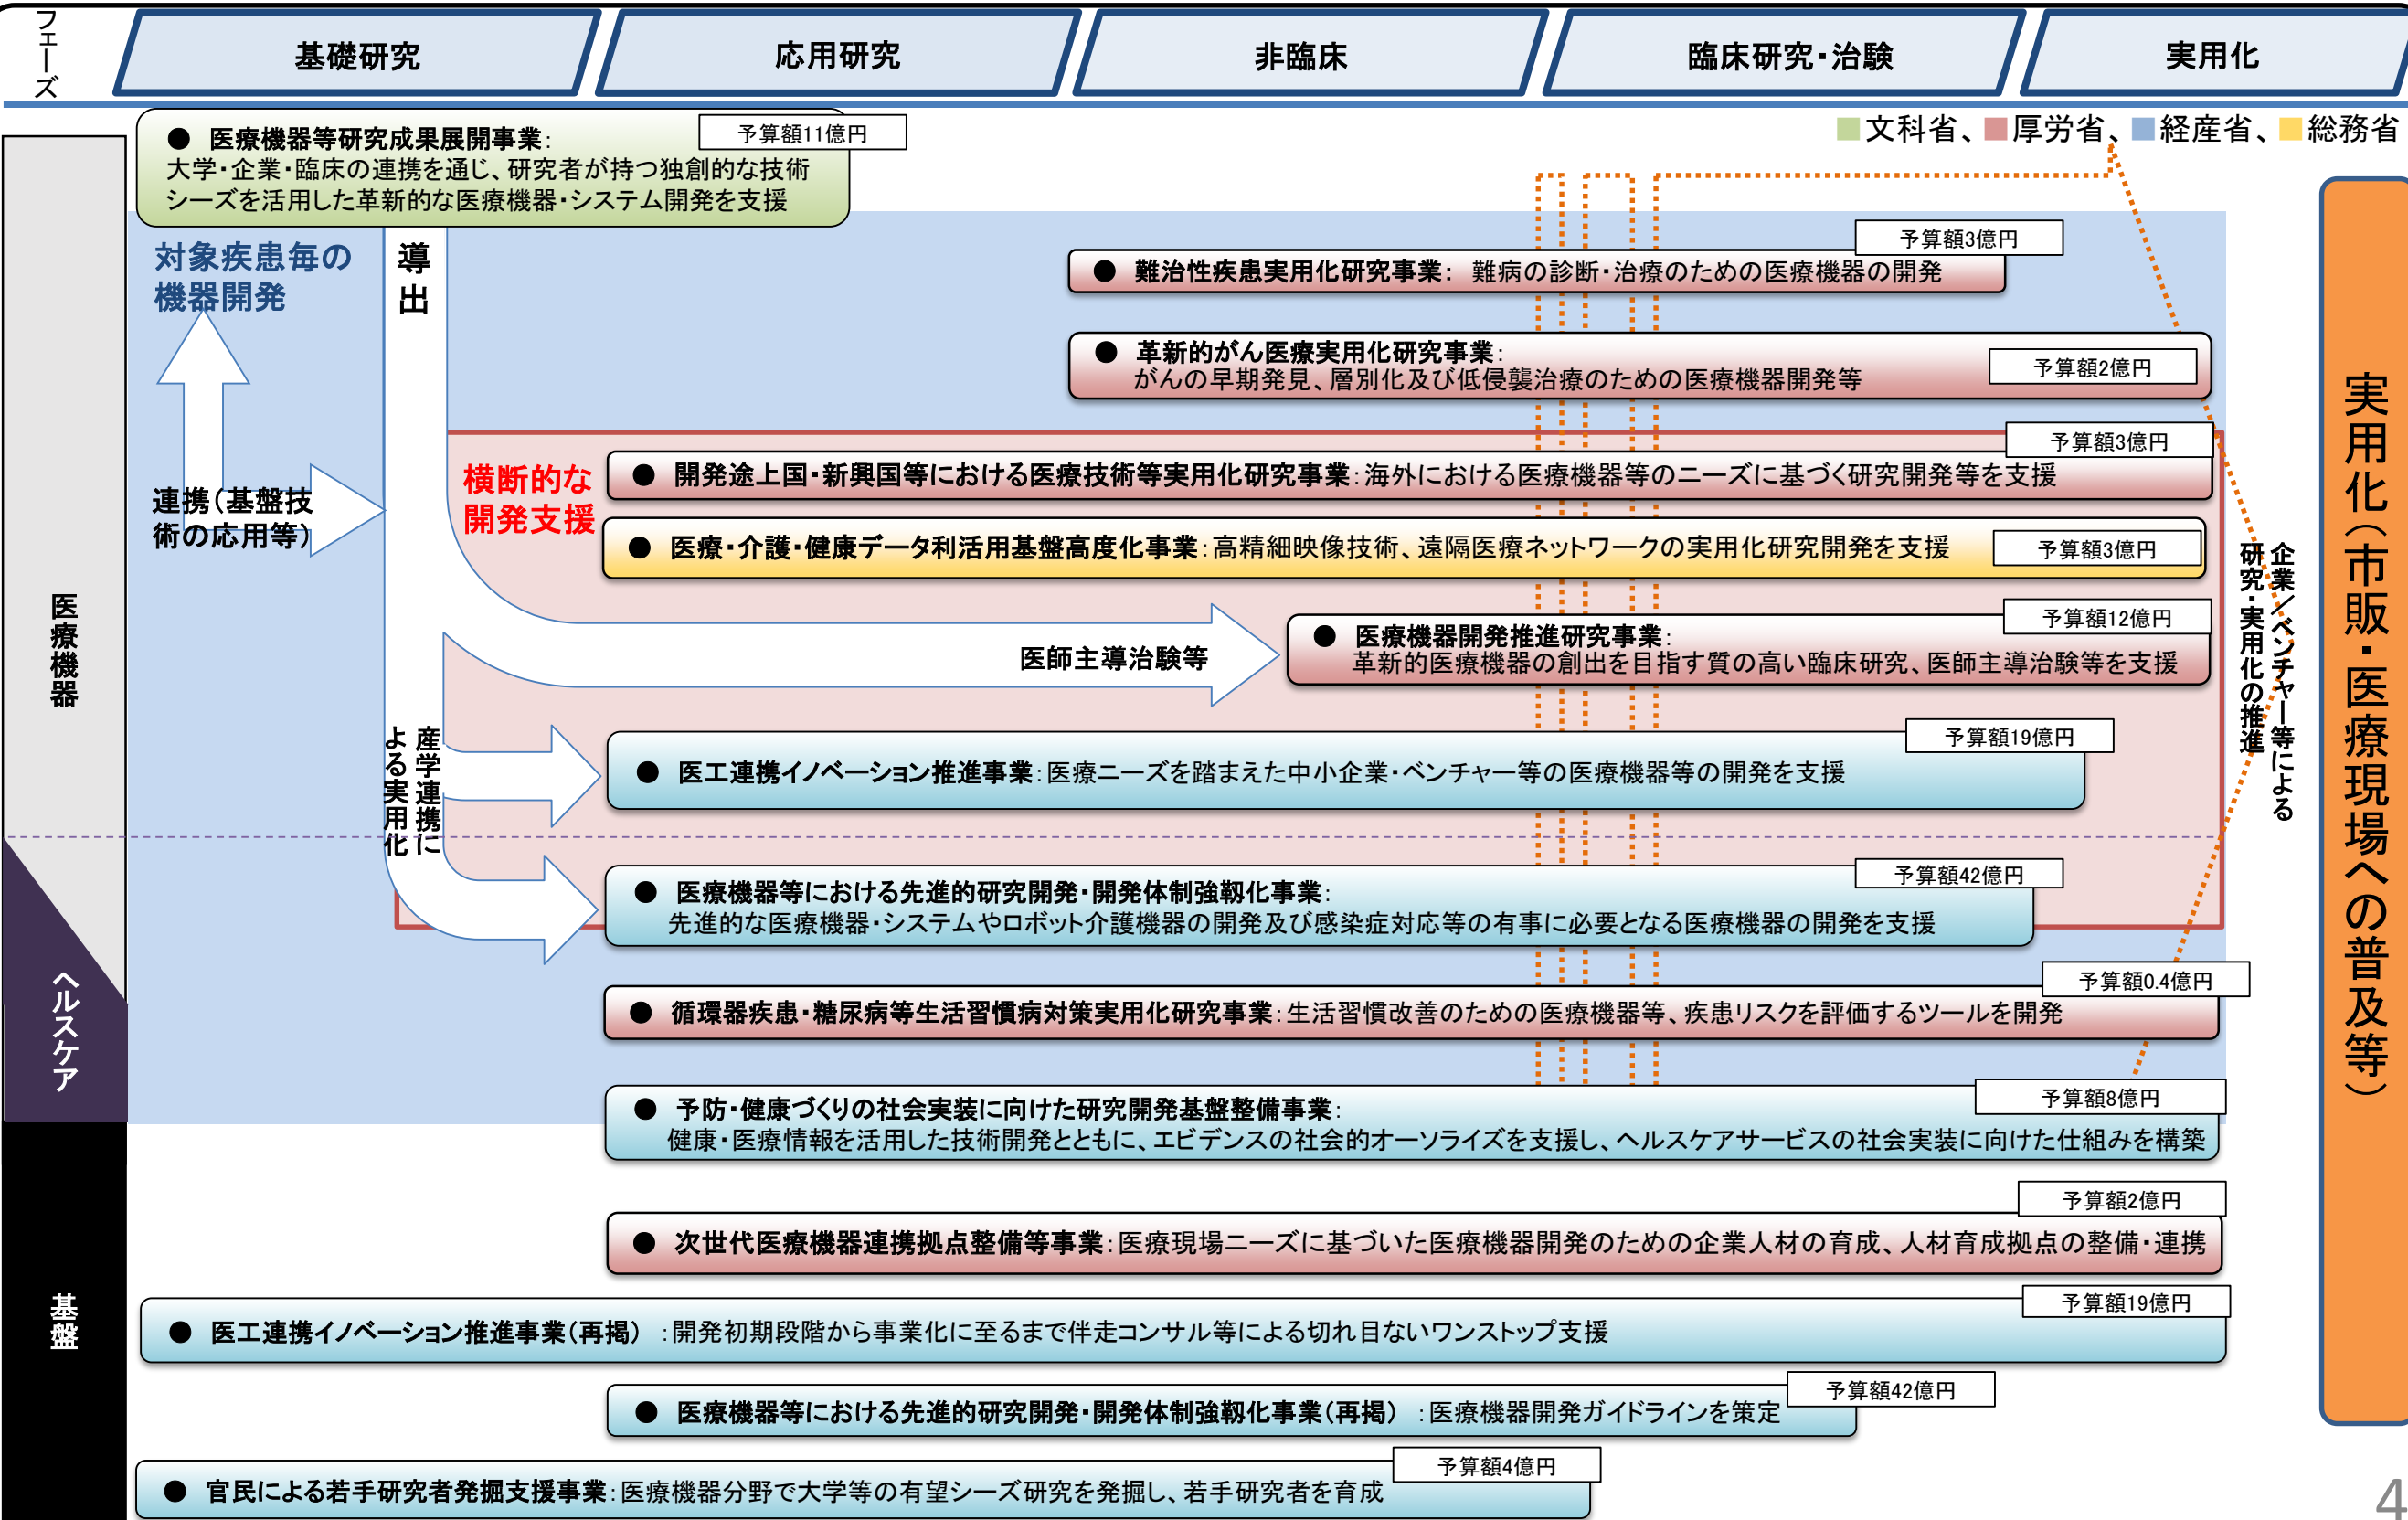 フェーズ
基礎研究
応用研究
非臨床
臨床研究・治験
実用化
文科省、厚労省、経産省、総務省
● 医療機器等研究成果展開事業：
予算額11億円
大学・企業・臨床の連携を通じ、研究者が持つ独創的な技術
シーズを活用した革新的な医療機器・システム開発を支援
対象疾患毎の
機器開発
導出
予算額3億円
● 難治性疾患実用化研究事業： 難病の診断・治療のための医療機器の開発
● 革新的がん医療実用化研究事業：
がんの早期発見、層別化及び低侵襲治療のための医療機器開発等
予算額2億円
連携（基盤技
術の応用等）
横断的な
開発支援
予算額3億円
● 開発途上国・新興国等における医療技術等実用化研究事業：海外における医療機器等のニーズに基づく研究開発等を支援
● 医療・介護・健康データ利活用基盤高度化事業：高精細映像技術、遠隔医療ネットワークの実用化研究開発を支援
予算額3億円
医師主導治験等
予算額12億円
● 医療機器開発推進研究事業：
革新的医療機器の創出を目指す質の高い臨床研究、医師主導治験等を支援
医療機器
産学連携に
よる実用化
予算額19億円
● 医工連携イノベーション推進事業：医療ニーズを踏まえた中小企業・ベンチャー等の医療機器等の開発を支援
予算額42億円
● 医療機器等における先進的研究開発・開発体制強靱化事業：
先進的な医療機器・システムやロボット介護機器の開発及び感染症対応等の有事に必要となる医療機器の開発を支援
企業／ベンチャー等による
研究・実用化の推進
実用化（市販・医療現場への普及等）
ヘルスケア
予算額0.4億円
● 循環器疾患・糖尿病等生活習慣病対策実用化研究事業：生活習慣改善のための医療機器等、疾患リスクを評価するツールを開発
予算額8億円
● 予防・健康づくりの社会実装に向けた研究開発基盤整備事業：
健康・医療情報を活用した技術開発とともに、エビデンスの社会的オーソライズを支援し、ヘルスケアサービスの社会実装に向けた仕組みを構築
基盤
予算額2億円
● 次世代医療機器連携拠点整備等事業：医療現場ニーズに基づいた医療機器開発のための企業人材の育成、人材育成拠点の整備・連携
予算額19億円
● 医工連携イノベーション推進事業（再掲） ：開発初期段階から事業化に至るまで伴走コンサル等による切れ目ないワンストップ支援
予算額42億円
● 医療機器等における先進的研究開発・開発体制強靱化事業（再掲） ：医療機器開発ガイドラインを策定
予算額4億円
● 官民による若手研究者発掘支援事業：医療機器分野で大学等の有望シーズ研究を発掘し、若手研究者を育成
4